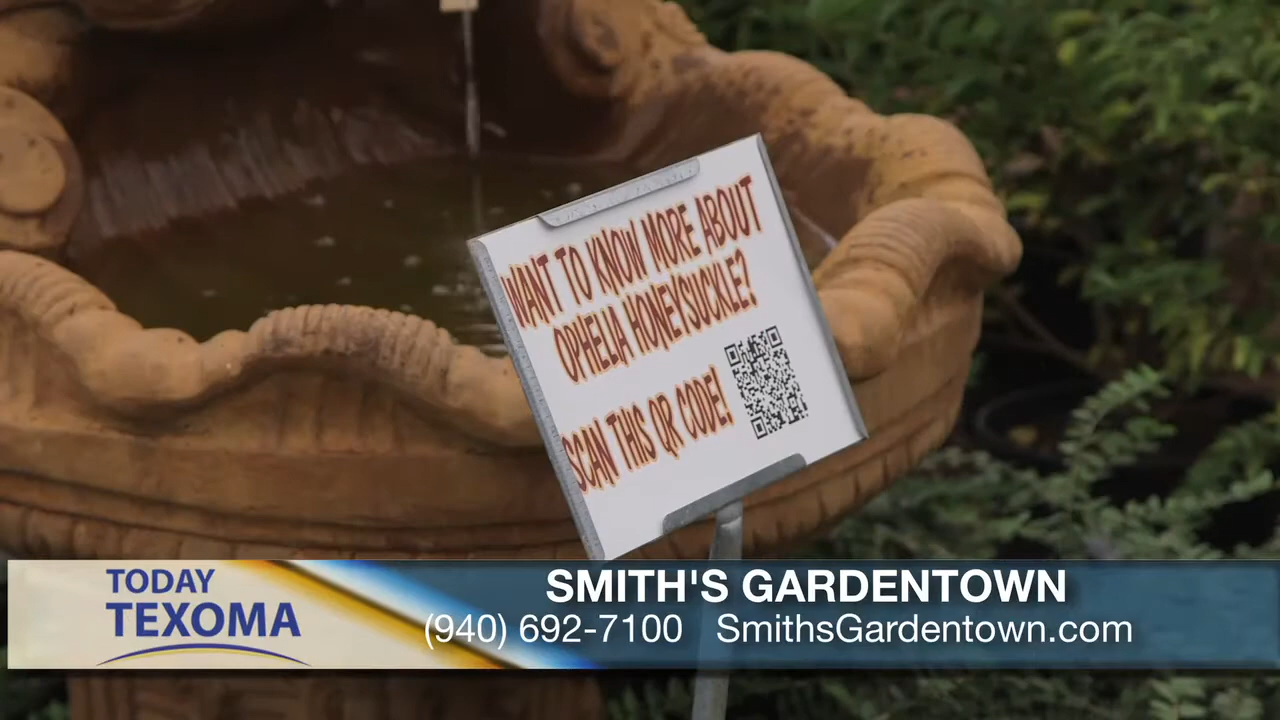 WANT TO KNOW MORE ABOUT
OPHELIA HONEYSUCKLE?
SCAN THIS QR CODE!
TODAY
TEXOMA
SMITH'S GARDENTOWN
(940) 692-7100 SmithsGardentown.com